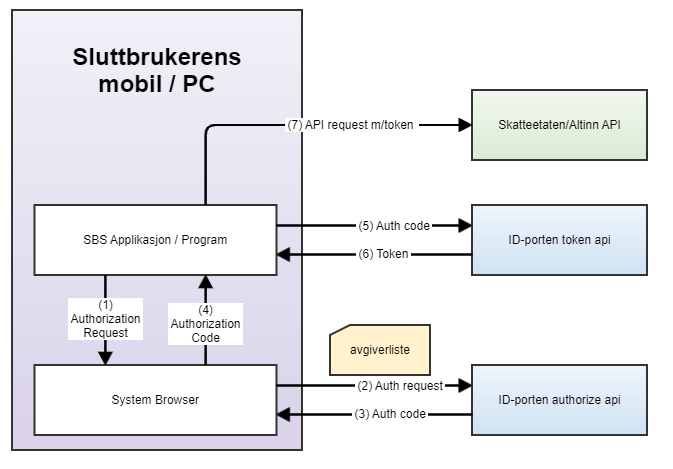 Sluttbrukerens
mobil / PC
(7) API request m/token
Skatteetaten/Altinn API
SBS Applikasjon / Program
(5) Auth code
(6) Token
ID-porten token api
(1)
Authorization
Request
(4)
Authorization
Code
avgiverliste
System Browser
(2) Auth request
(3) Auth code
ID-porten authorize api